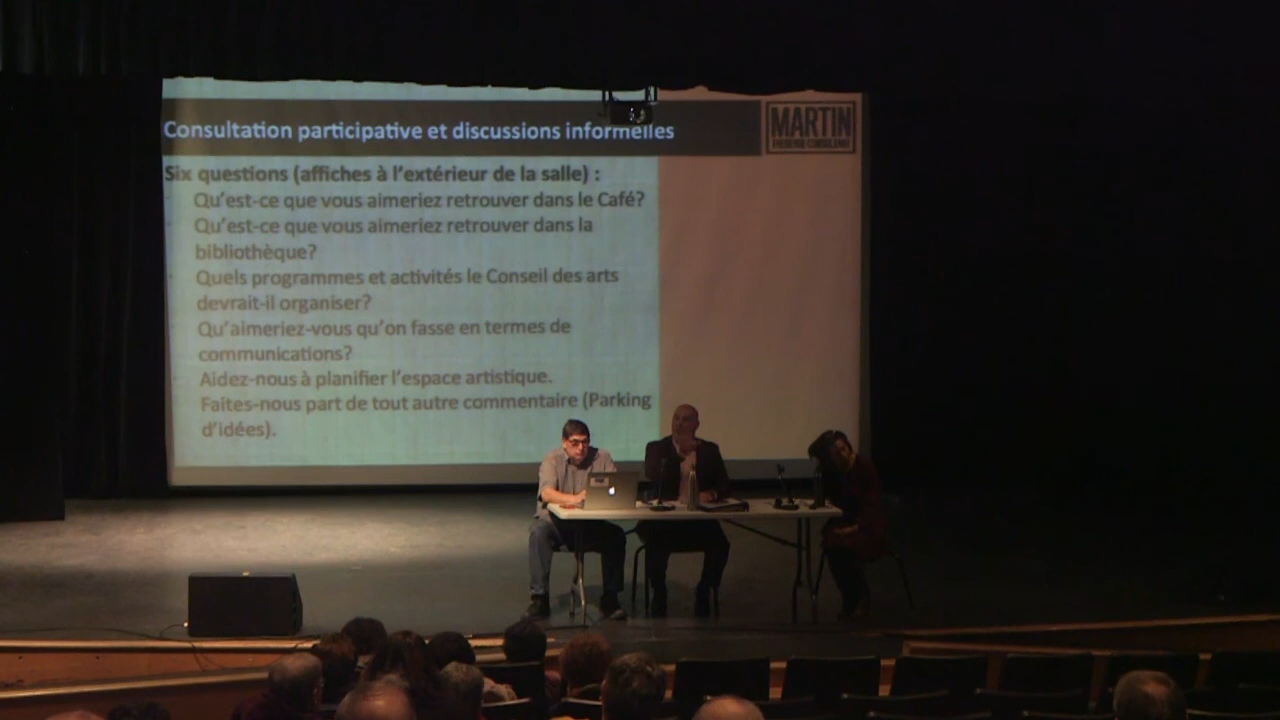 Consultation participative et discussions informelles
MARTIN
Six questions (affiches à l'extérieur de la salle) :
Qu'est-ce que vous aimeriez retrouver dans le Café?
Qu'est-ce que vous aimeriez retrouver dans la
bibliothèque?
Quels programmes et activités le Conseil des arts
devrait-il organiser?
Qu'aimeriez-vous qu'on fasse en termes de
communications?
Aidez-nous à planifier l'espace artistique.
Faites-nous part de tout autre commentaire (Parking
d'idées).